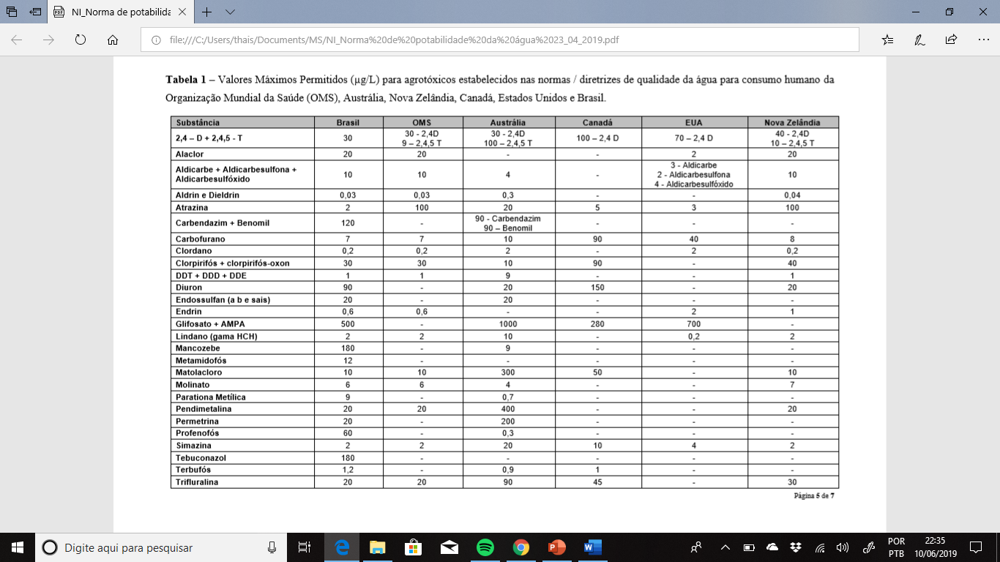 NI_Norma de potabilida
file:///C:/Users/thais/Documents/MS/NI_Norma%20de%20potabilidade%20da%20água%2023_04_2019.pdf
Tabela 1 – Valores Máximos Permitidos (µg/L) para agrotóxicos estabelecidos nas normas / diretrizes de qualidade da água para consumo humano da
Organização Mundial da Saúde (OMS), Austrália, Nova Zelândia, Canadá, Estados Unidos e Brasil.
Substância Brasil OMS Austrália Canadá EUA Nova Zelândia
2,4 – D + 2,4,5 - T 30 30 - 2,4D 30 - 2,4D 100 – 2,4 D 70 – 2,4 D 40 - 2,4D
9 – 2,4,5 T 100 – 2,4,5 T 10 – 2,4,5 T
Alaclor 20 20 - - 2 20
Aldicarbe + Aldicarbesulfona + 3 - Aldicarbe
Aldicarbesulfóxido 10 10 4 - 2 - Aldicarbesulfona 10
4 - Aldicarbesulfóxido
Aldrin e Dieldrin 0,03 0,03 0,3 - - 0,04
Atrazina 2 100 20 5 3 100
Carbendazim + Benomil 120 - 90 - Carbendazim - - -
90 – Benomil
Carbofurano 7 7 10 90 40 8
Clordano 0,2 0,2 2 - 2 0,2
Clorpirifós + clorpirifós-oxon 30 30 10 90 - 40
DDT + DDD + DDE 1 1 9 - - 1
Diuron 90 - 20 150 - 20
Endossulfan (a b e sais) 20 - 20 - - -
Endrin 0,6 0,6 - - 2 1
Glifosato + AMPA 500 - 1000 280 700 -
Lindano (gama HCH) 2 2 10 - 0,2 2
Mancozebe 180 - 9 - - -
Metamidofós 12 - - - - -
Matolacloro 10 10 300 50 - 10
Molinato 6 6 4 - - 7
Parationa Metílica 9 - 0,7 - - -
Pendimetalina 20 20 400 - - 20
Permetrina 20 - 200 - - -
Profenofós 60 - 0,3 - - -
Simazina 2 2 20 10 4 2
Tebuconazol 180 - - - - -
Terbufós 1,2 - 0,9 1 - -
Trifluralina 20 20 90 45 - 30
Página 5 de 7
Digite aqui para pesquisar
POR
PTB
22:35
10/06/2019